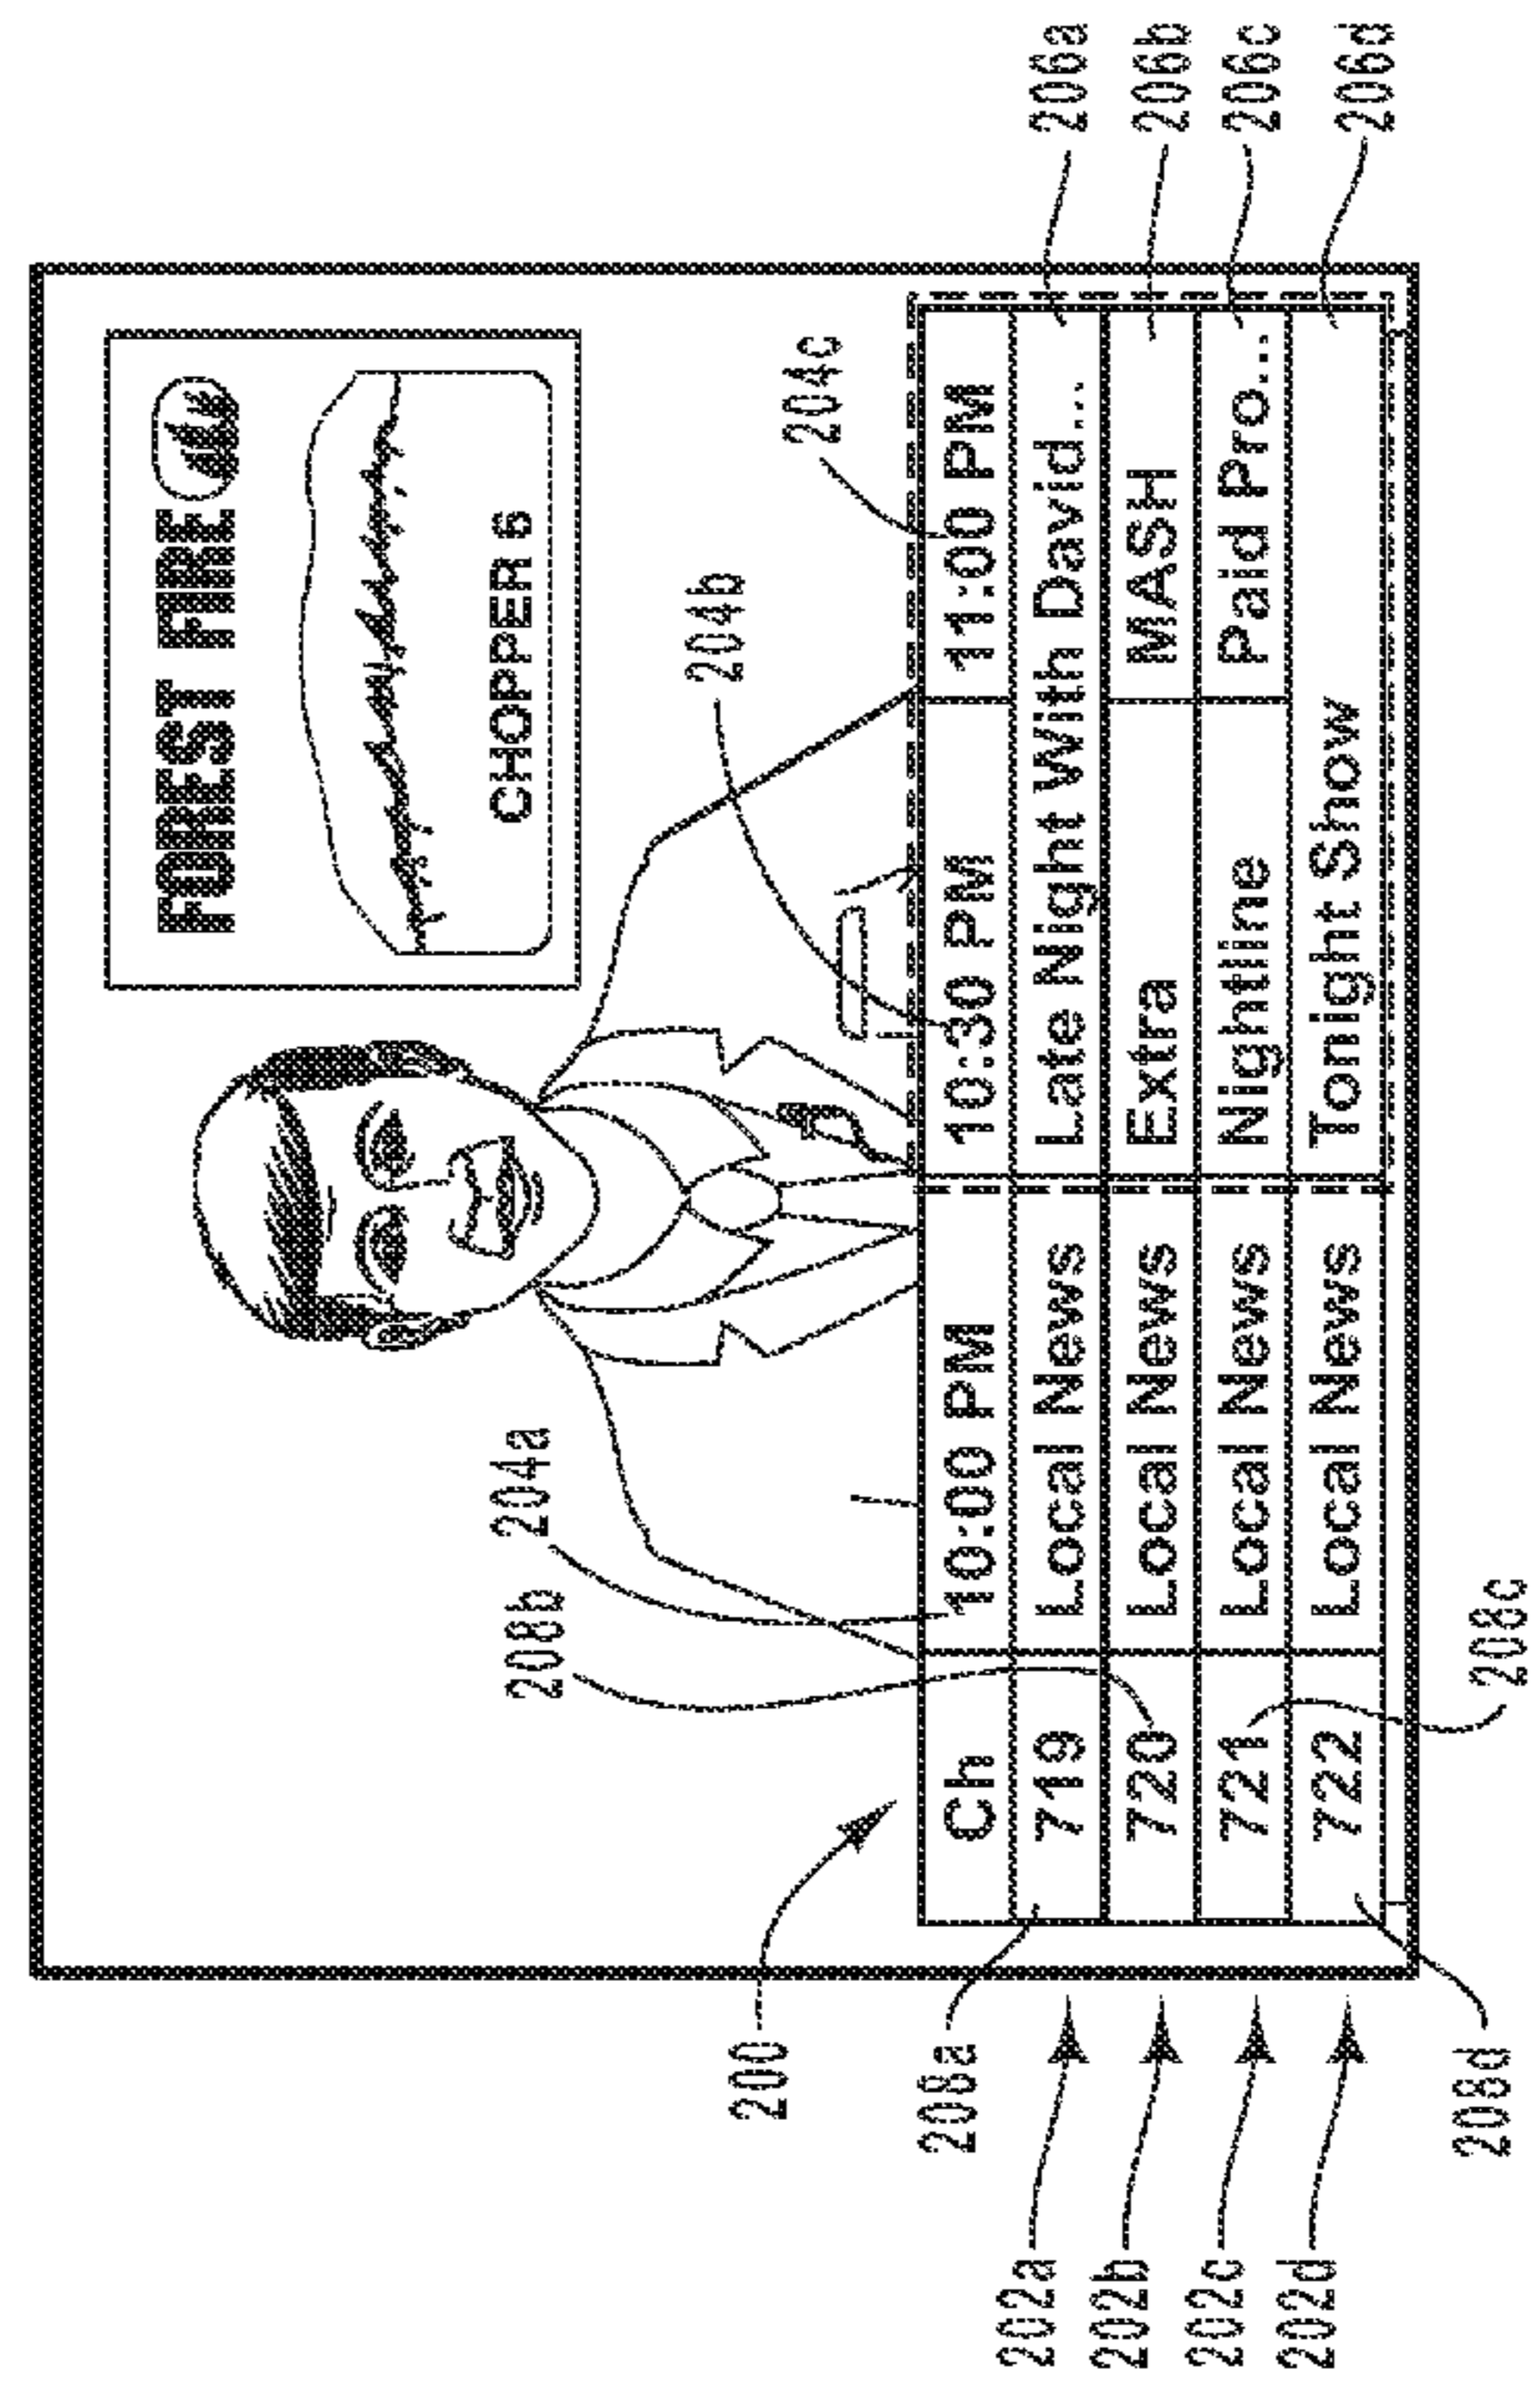 FOREST FIRE
CHOPPER 6
204a
204b
204c
208b
200
Ch 10:00 PM 10:30 PM 11:00 PM
208a
202a 719 Local News Late Night With David... 206a
202b 720 Local News Extra MASH 206b
202c 721 Local News Nightline Paid Pro... 206c
202d 722 Local News Tonight Show 206d
208d
208c